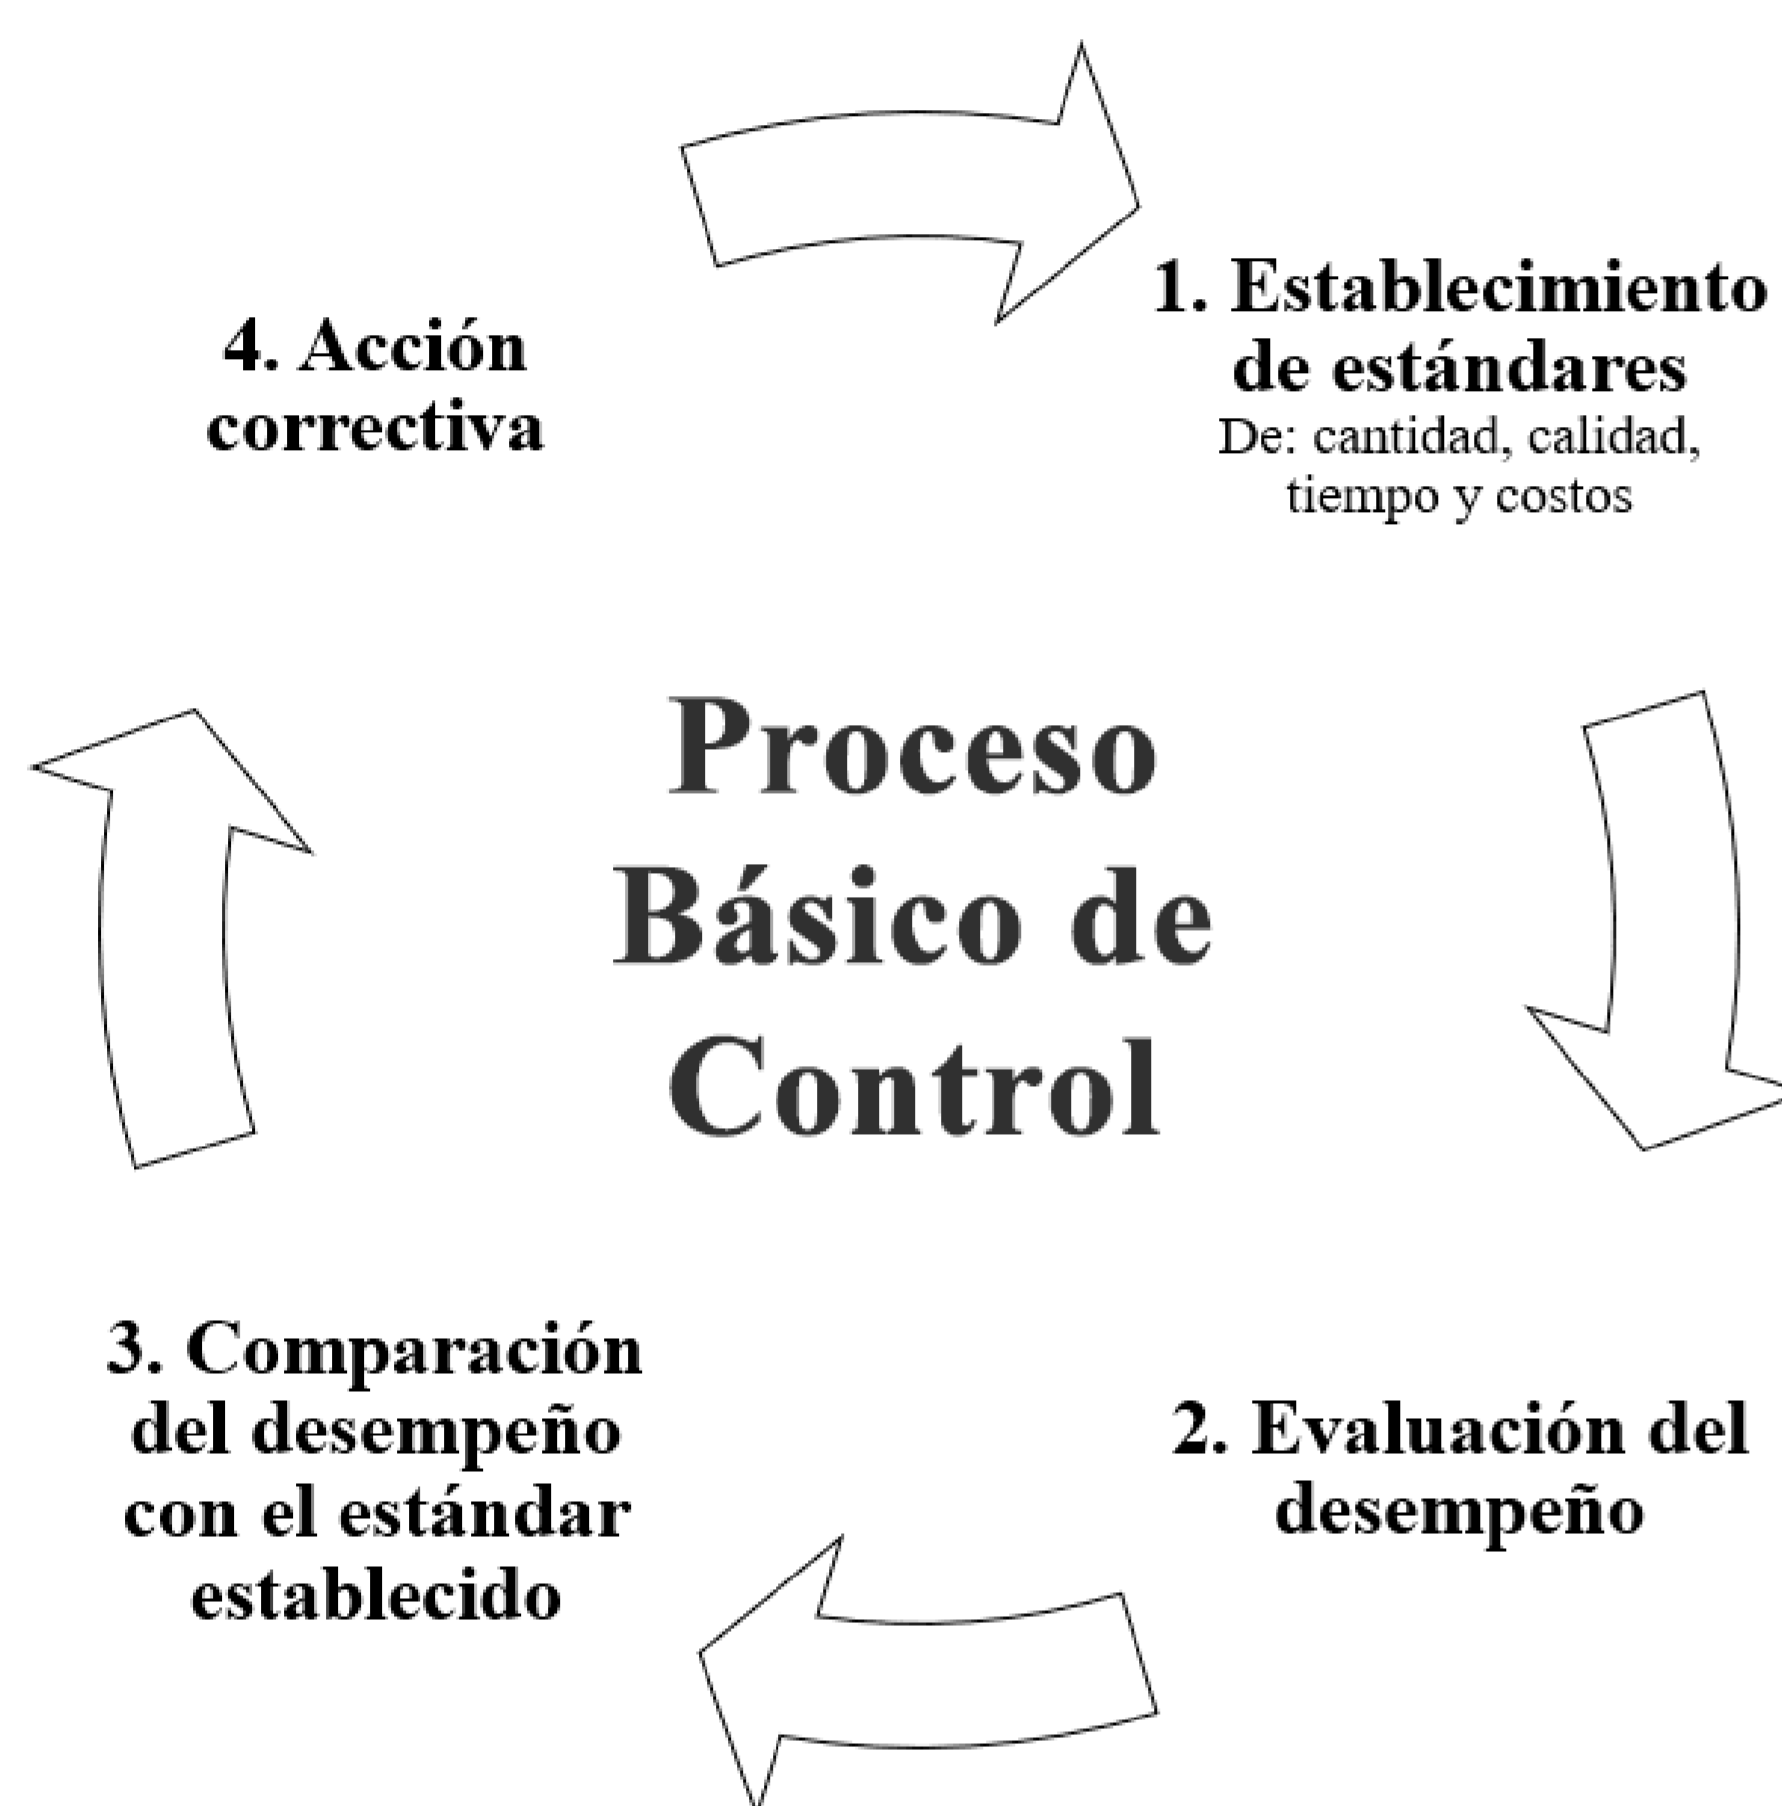 1. Establecimiento
de estándares
De: cantidad, calidad,
tiempo y costos
2. Evaluación del
desempeño
3. Comparación
del desempeño
con el estándar
establecido
4. Acción
correctiva
Proceso
Básico de
Control